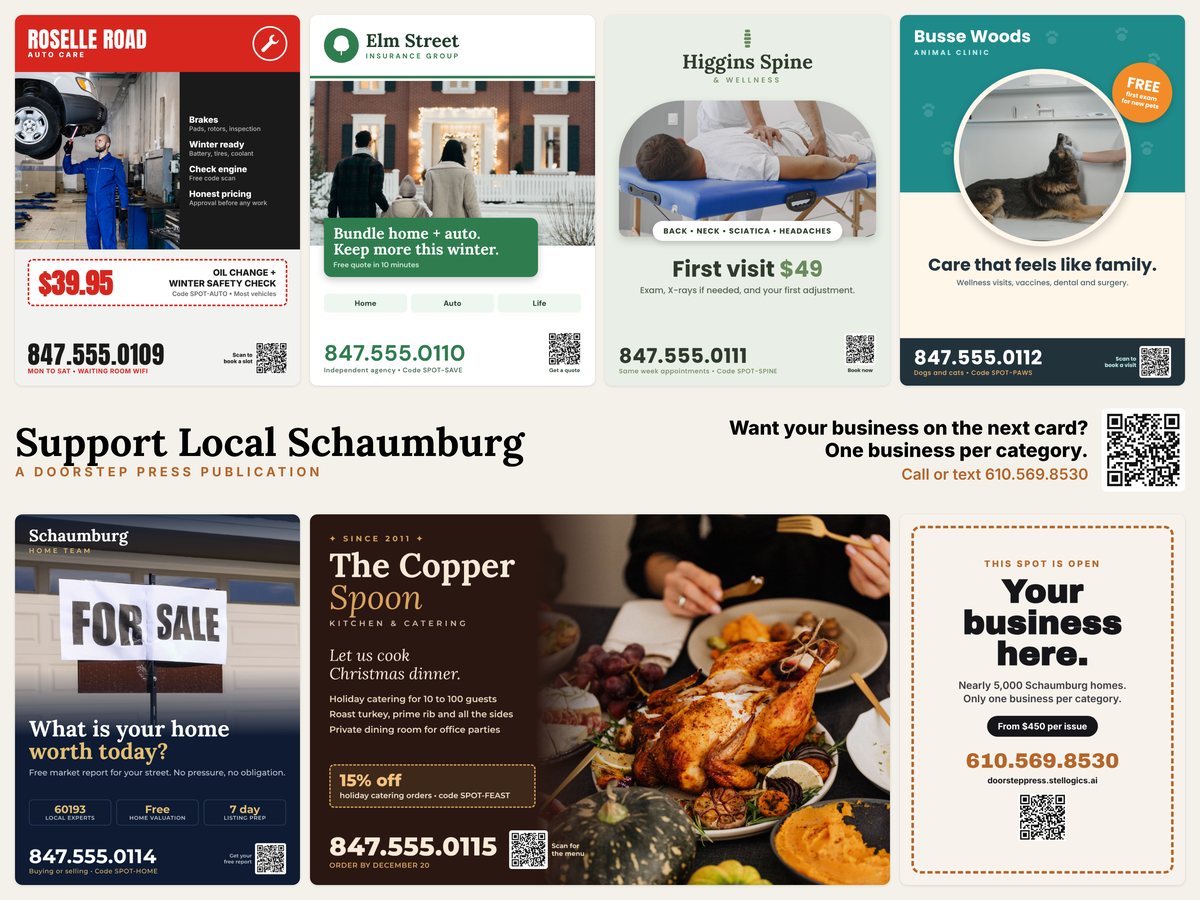 ROSELLE ROAD
AUTO CARE
Brakes
Pads, rotors, inspection
Winter ready
Battery, tires, coolant
Check engine
Free code scan
Honest pricing
Approval before any work
$39.95
OIL CHANGE +
WINTER SAFETY CHECK
Code SPOT-AUTO • Most vehicles
847.555.0109
MON TO SAT • WAITING ROOM WIFI
Scan to
book a slot
Elm Street
INSURANCE GROUP
Bundle home + auto.
Keep more this winter.
Free quote in 10 minutes
Home
Auto
Life
847.555.0110
Independent agency • Code SPOT-SAVE
Get a quote
Higgins Spine
& WELLNESS
BACK • NECK • SCIATICA • HEADACHES
First visit $49
Exam, X-rays if needed, and your first adjustment.
847.555.0111
Same week appointments • Code SPOT-SPINE
Book now
Busse Woods
ANIMAL CLINIC
FREE
first exam
for new pets
Care that feels like family.
Wellness visits, vaccines, dental and surgery.
847.555.0112
Dogs and cats • Code SPOT-PAWS
Scan to
book a visit
Support Local Schaumburg
A DOORSTEP PRESS PUBLICATION
Want your business on the next card?
One business per category.
Call or text 610.569.8530
Schaumburg
HOME TEAM
FOR SALE
What is your home
worth today?
Free market report for your street. No pressure, no obligation.
60193
LOCAL EXPERTS
Free
HOME VALUATION
7 day
LISTING PREP
847.555.0114
Buying or selling • Code SPOT-HOME
Get your
free report
✦ SINCE 2011 ✦
The Copper
Spoon
KITCHEN & CATERING
Let us cook
Christmas dinner.
Holiday catering for 10 to 100 guests
Roast turkey, prime rib and all the sides
Private dining room for office parties
15% off
holiday catering orders • code SPOT-FEAST
847.555.0115
ORDER BY DECEMBER 20
Scan for
the menu
THIS SPOT IS OPEN
Your
business
here.
Nearly 5,000 Schaumburg homes.
Only one business per category.
From $450 per issue
610.569.8530
doorsteppress.stellogics.ai